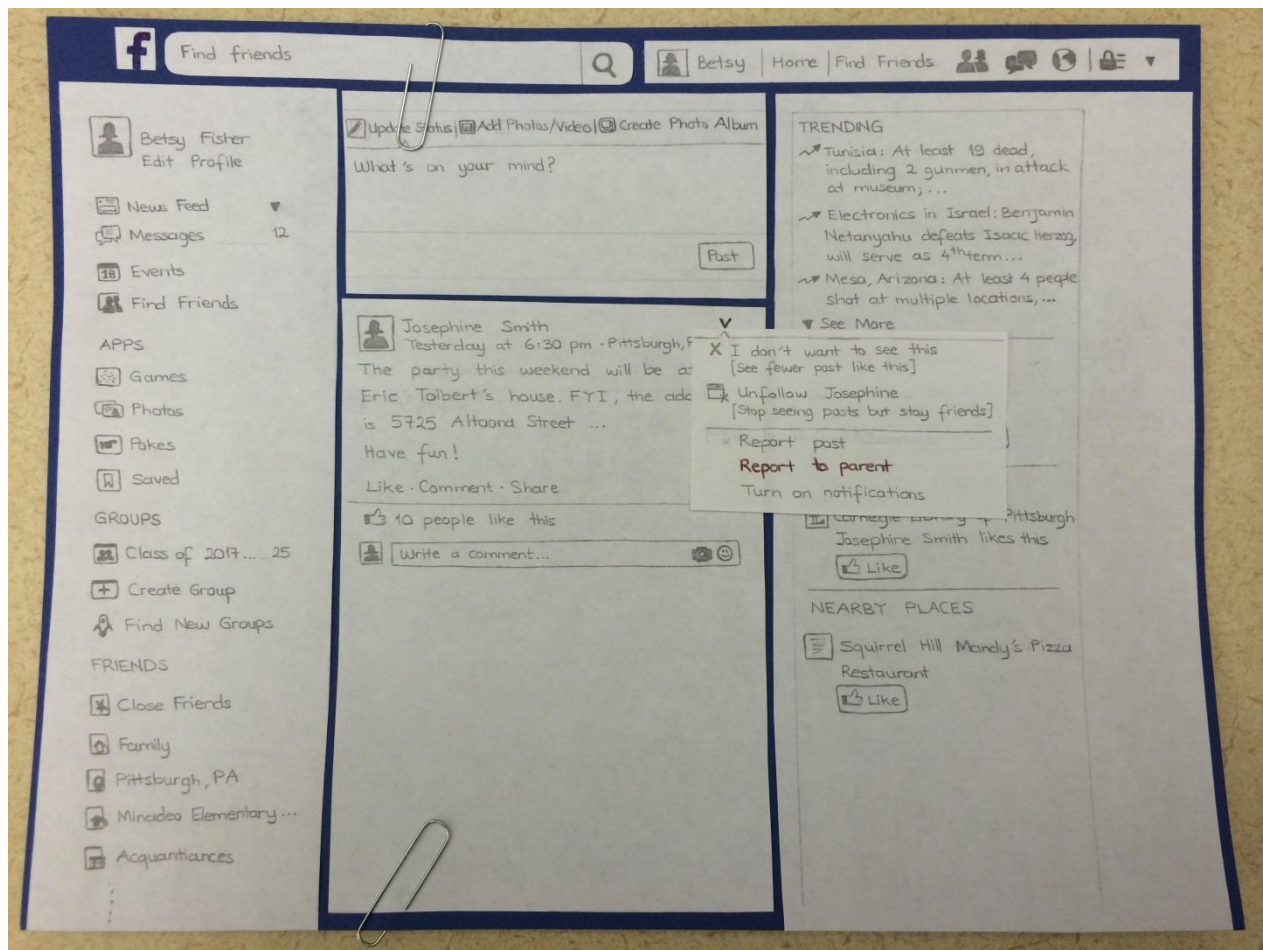 f
Find friends
Betsy | Home | Find Friends
Betsy Fisher
Edit Profile
News Feed
Messages 12
18 Events
Find Friends
APPS
Games
Photos
Pokes
Saved
GROUPS
Class of 2017... 25
Create Group
Find New Groups
FRIENDS
Close Friends
Family
Pittsburgh, PA
Minadeo Elementary...
Acquantiances
Update Status | Add Photos/Video | Create Photo Album
What's on your mind?
Post
Josephine Smith
Yesterday at 6:30 pm · Pittsburgh,
The party this weekend will be
Eric Tolbert's house. FYI, the
is 5725 Altoona Street ...
Have fun!
Like · Comment · Share
10 people like this
Write a comment...
X I don't want to see this
[See fewer post like this]
Unfollow Josephine
[Stop seeing posts but stay friends]
Report post
Report to parent
Turn on notifications
TRENDING
Tunisia: At least 19 dead,
including 2 gunmen, in attack
at museum; ...
Electronics in Israel: Benjamin
Netanyahu defeats Isaac Herzog,
will serve as 4th term...
Mesa, Arizona: At least 4 people
shot at multiple locations, ...
See More
Carnegie Library of Pittsburgh
Josephine Smith likes this
Like
NEARBY PLACES
Squirrel Hill Mandy's Pizza
Restaurant
Like